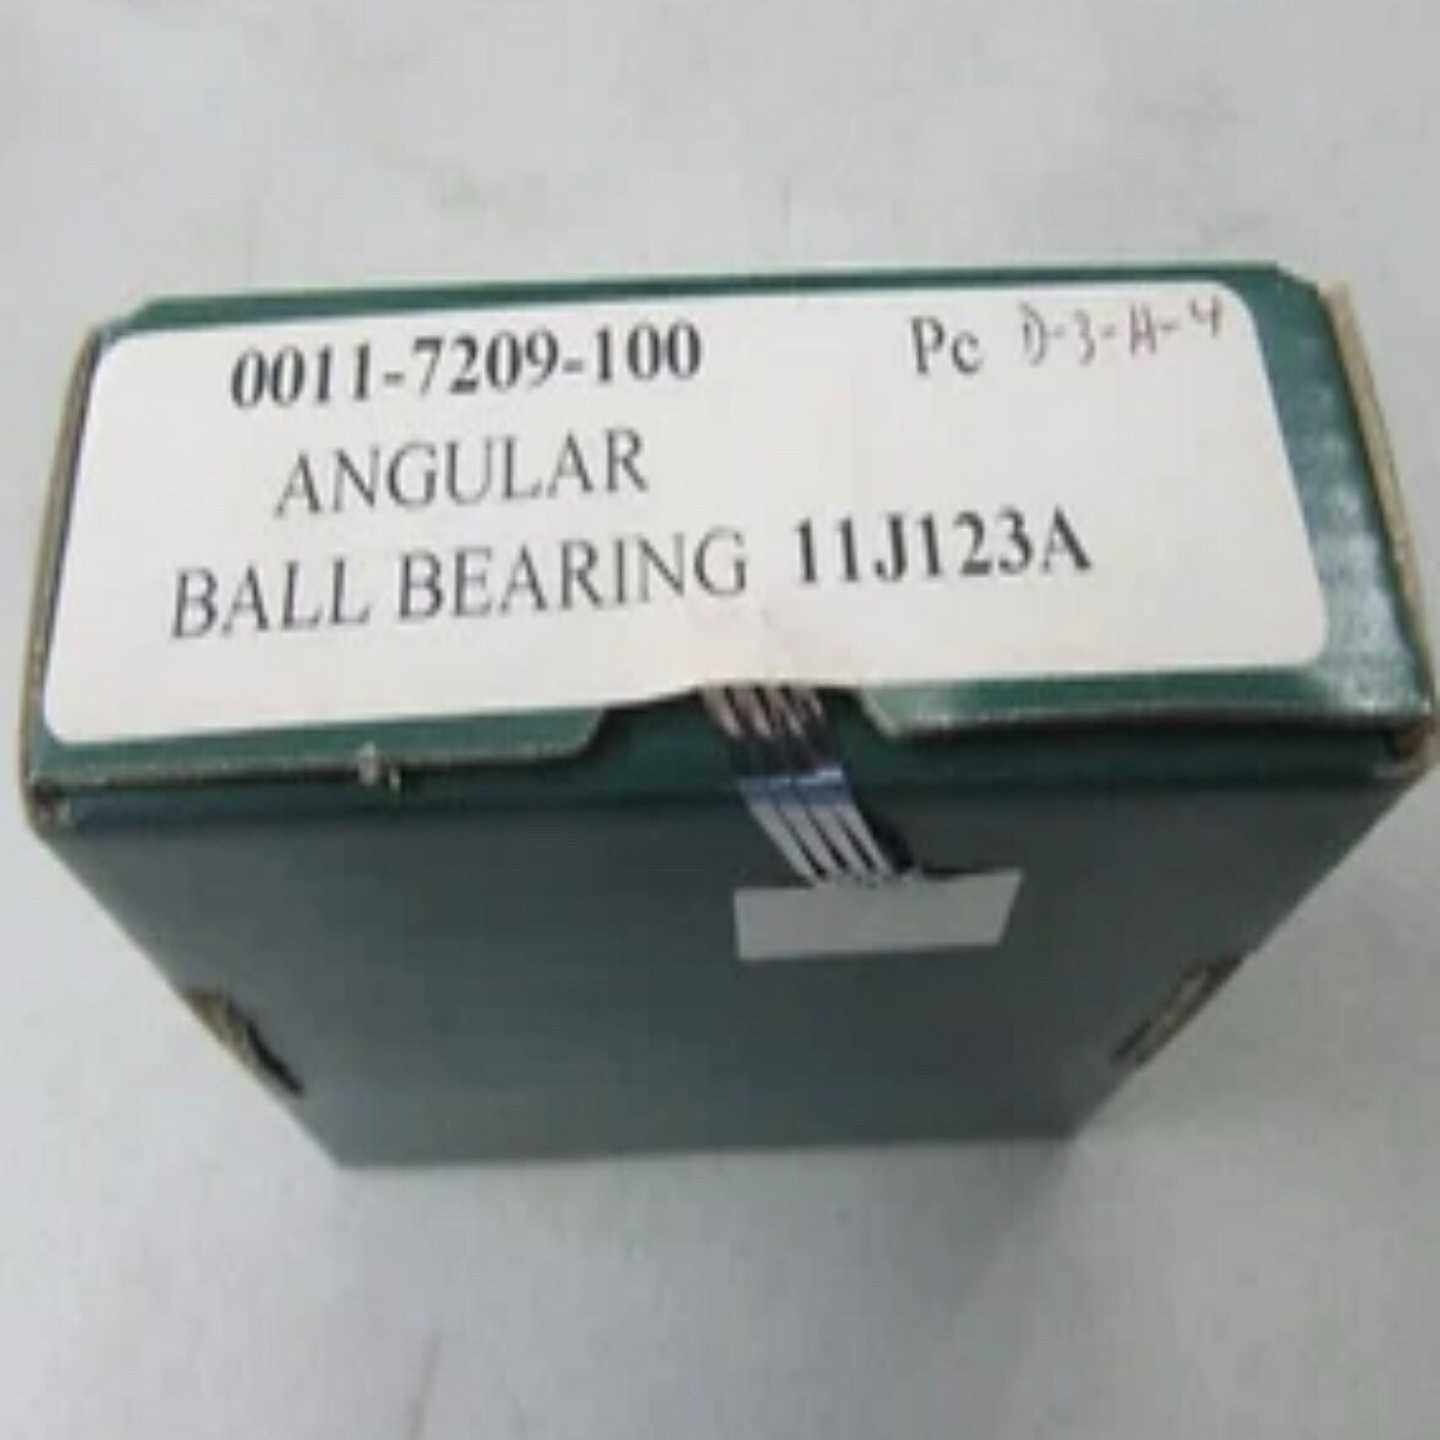 0011-7209-100 Pc D-3-A-4
ANGULAR
BALL BEARING 11J123A